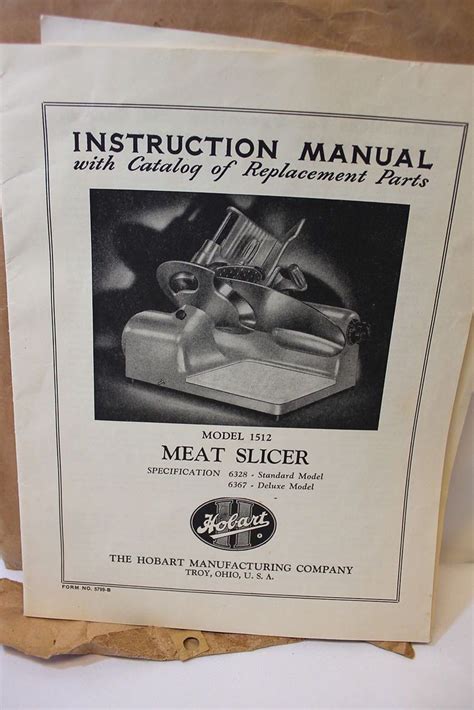 INSTRUCTION MANUAL
with Catalog of Replacement Parts
MODEL 1512
MEAT SLICER
SPECIFICATION 6328 - Standard Model
6367 - Deluxe Model
Hobart
THE HOBART MANUFACTURING COMPANY
TROY, OHIO, U. S. A.
FORM NO. 5799-B